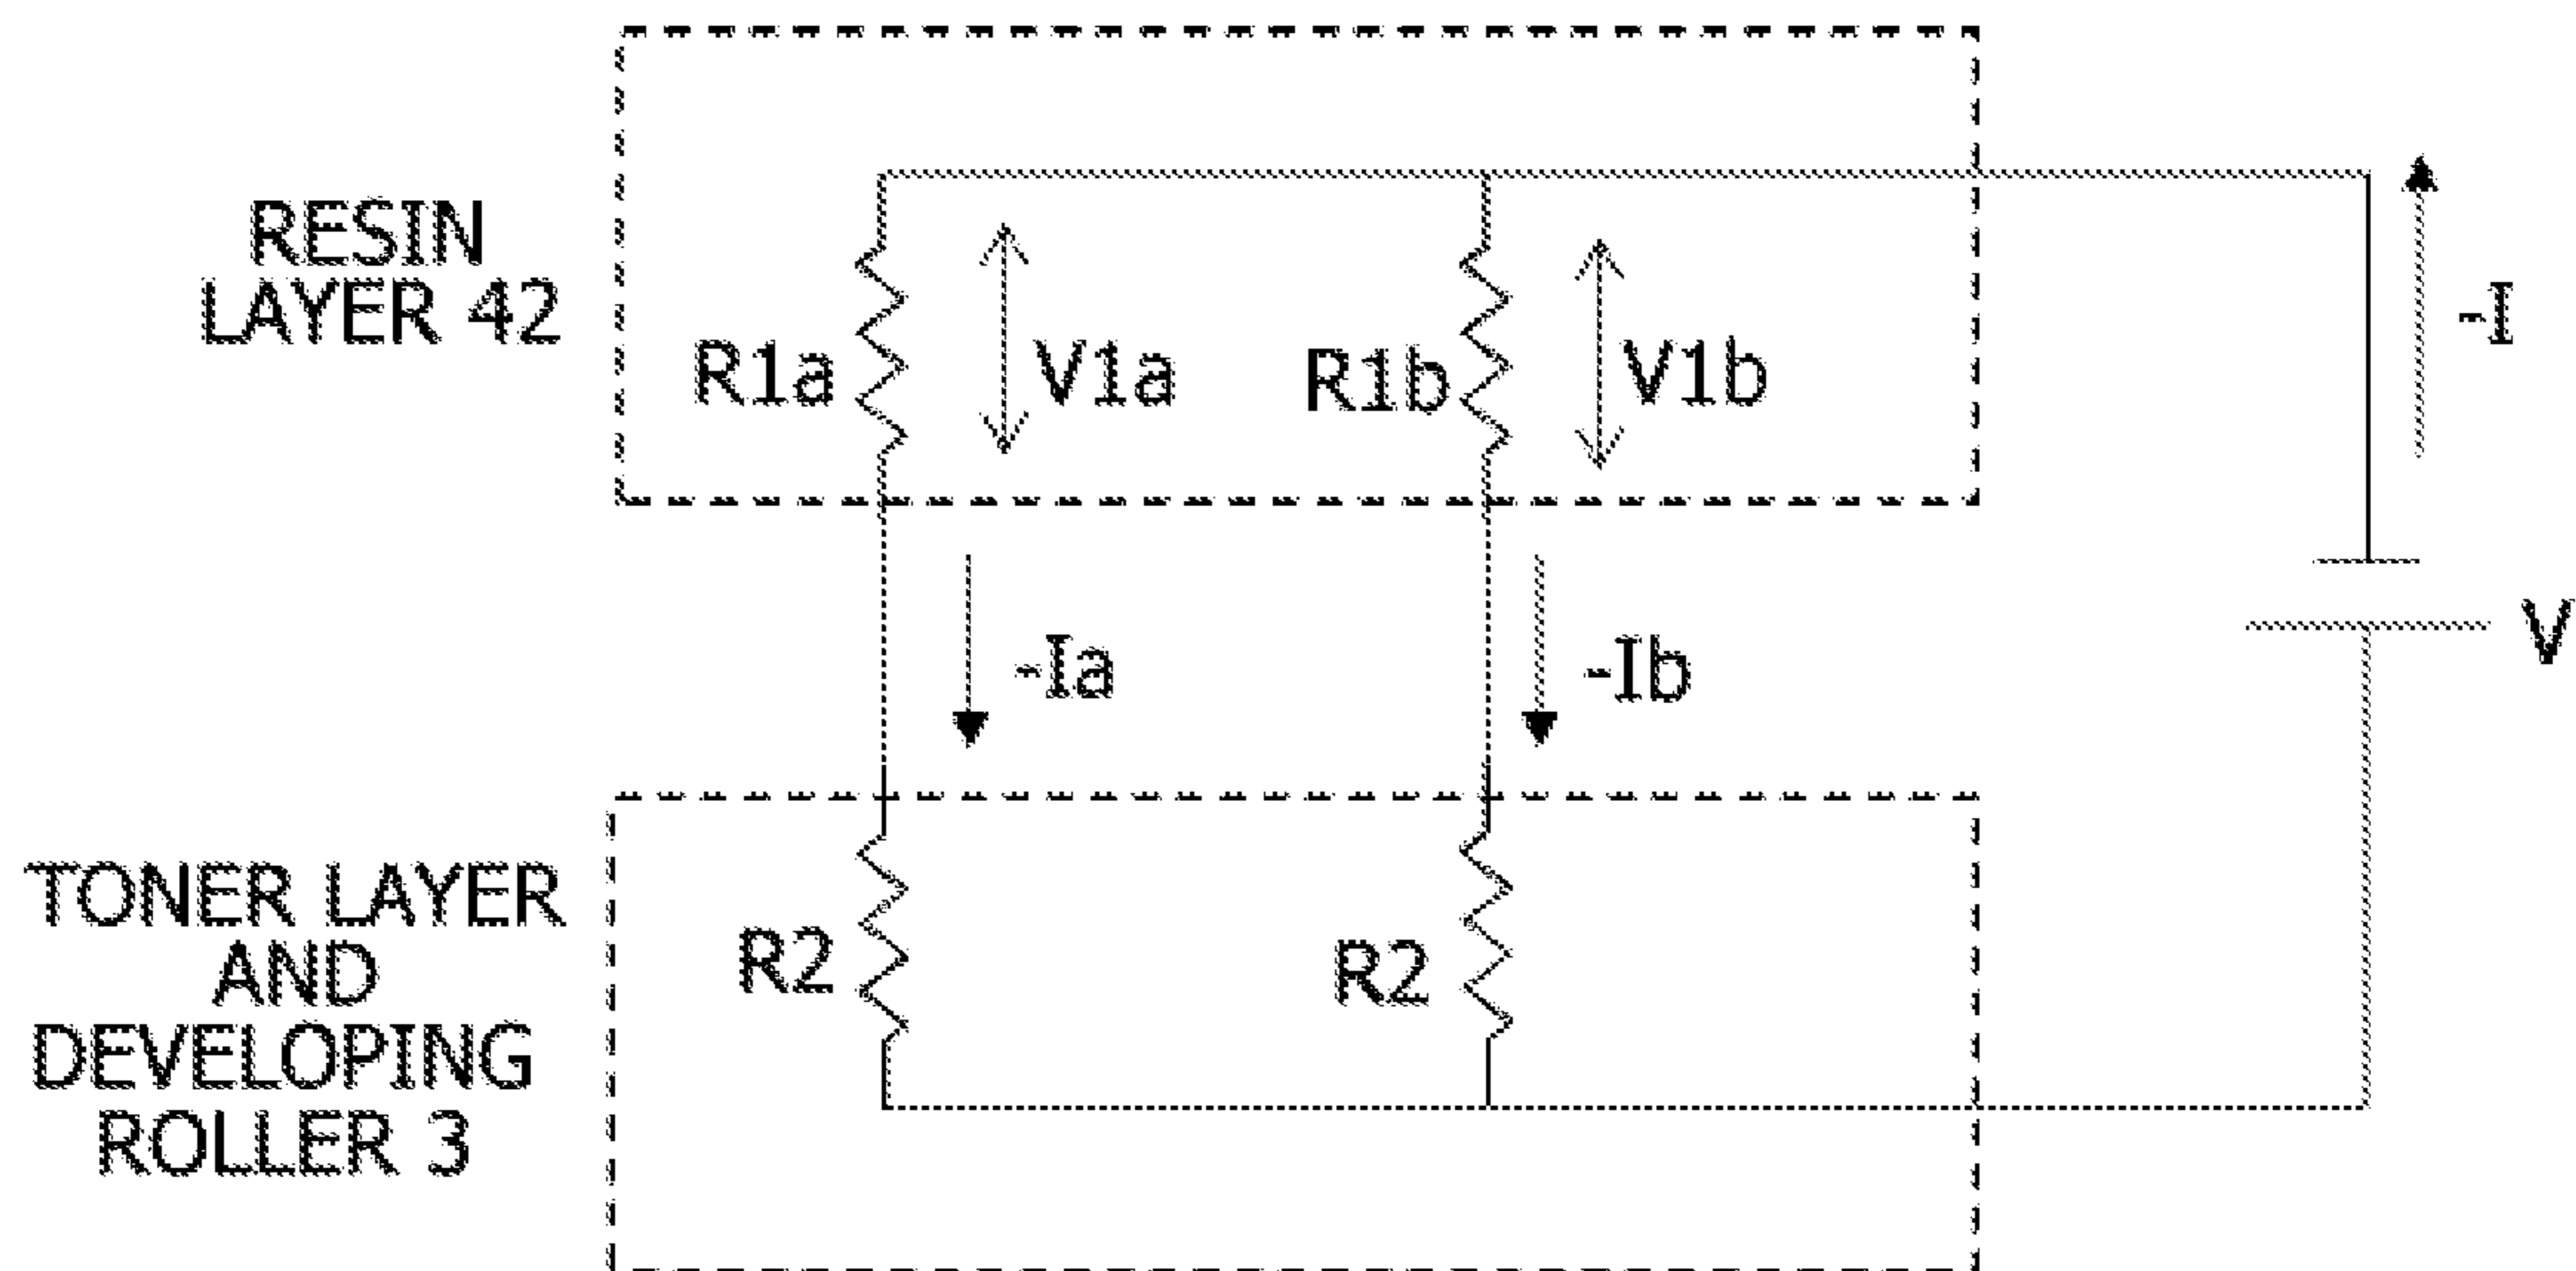 RESIN
LAYER 42
R1a
V1a
R1b
V1b
-I
-Ia
-Ib
V
TONER LAYER
AND
DEVELOPING
ROLLER 3
R2
R2